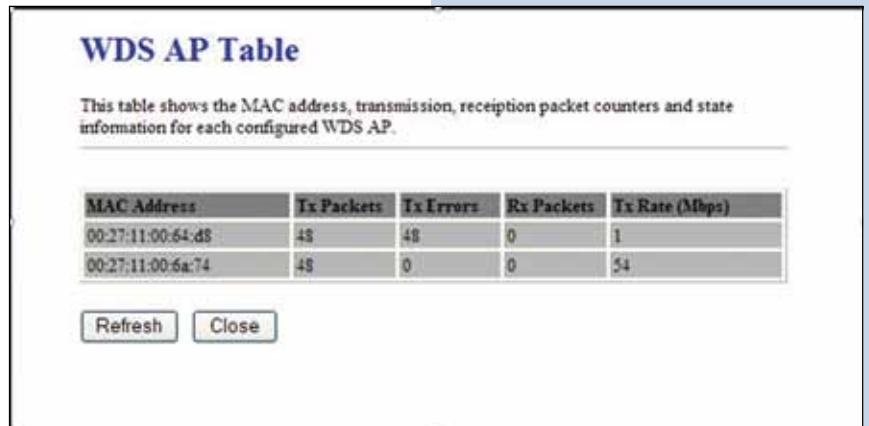 WDS AP Table
This table shows the MAC address, transmission, receiption packet counters and state
information for each configured WDS AP.
MAC Address Tx Packets Tx Errors Rx Packets Tx Rate (Mbps)
00:27:11:00:64:d8 48 48 0 1
00:27:11:00:6a:74 48 0 0 54
Refresh Close